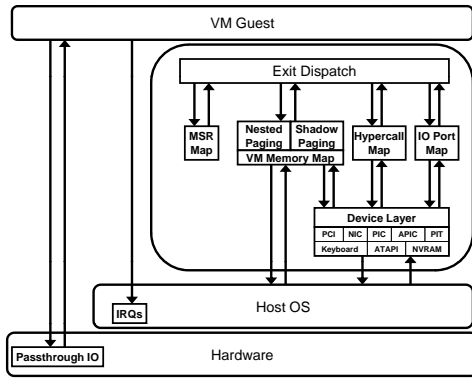 VM Guest
Exit Dispatch
MSR
Map
Nested
Paging
Shadow
Paging
VM Memory Map
Hypercall
Map
IO Port
Map
Device Layer
PCI NIC PIC APIC PIT
Keyboard ATAPI NVRAM
IRQs
Host OS
Passthrough IO
Hardware